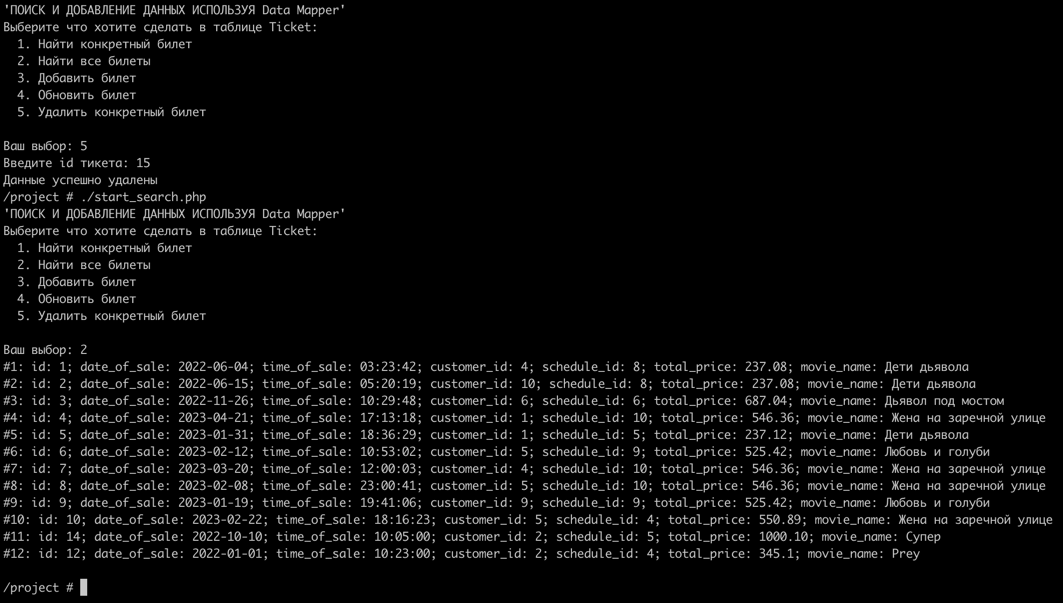 'ПОИСК И ДОБАВЛЕНИЕ ДАННЫХ ИСПОЛЬЗУЯ Data Mapper'
Выберите что хотите сделать в таблице Ticket:
1. Найти конкретный билет
2. Найти все билеты
3. Добавить билет
4. Обновить билет
5. Удалить конкретный билет
Ваш выбор: 5
Введите id тикета: 15
Данные успешно удалены
/project # ./start_search.php
'ПОИСК И ДОБАВЛЕНИЕ ДАННЫХ ИСПОЛЬЗУЯ Data Mapper'
Выберите что хотите сделать в таблице Ticket:
1. Найти конкретный билет
2. Найти все билеты
3. Добавить билет
4. Обновить билет
5. Удалить конкретный билет
Ваш выбор: 2
#1: id: 1; date_of_sale: 2022-06-04; time_of_sale: 03:23:42; customer_id: 4; schedule_id: 8; total_price: 237.08; movie_name: Дети дьявола
#2: id: 2; date_of_sale: 2022-06-15; time_of_sale: 05:20:19; customer_id: 10; schedule_id: 8; total_price: 237.08; movie_name: Дети дьявола
#3: id: 3; date_of_sale: 2022-11-26; time_of_sale: 10:29:48; customer_id: 6; schedule_id: 6; total_price: 687.04; movie_name: Дьявол под мостом
#4: id: 4; date_of_sale: 2023-04-21; time_of_sale: 17:13:18; customer_id: 1; schedule_id: 10; total_price: 546.36; movie_name: Жена на заречной улице
#5: id: 5; date_of_sale: 2023-01-31; time_of_sale: 18:36:29; customer_id: 1; schedule_id: 5; total_price: 237.12; movie_name: Дети дьявола
#6: id: 6; date_of_sale: 2023-02-12; time_of_sale: 10:53:02; customer_id: 5; schedule_id: 9; total_price: 525.42; movie_name: Любовь и голуби
#7: id: 7; date_of_sale: 2023-03-20; time_of_sale: 12:00:03; customer_id: 4; schedule_id: 10; total_price: 546.36; movie_name: Жена на заречной улице
#8: id: 8; date_of_sale: 2023-02-08; time_of_sale: 23:00:41; customer_id: 5; schedule_id: 10; total_price: 546.36; movie_name: Жена на заречной улице
#9: id: 9; date_of_sale: 2023-01-19; time_of_sale: 19:41:06; customer_id: 9; schedule_id: 9; total_price: 525.42; movie_name: Любовь и голуби
#10: id: 10; date_of_sale: 2023-02-22; time_of_sale: 18:16:23; customer_id: 5; schedule_id: 4; total_price: 550.89; movie_name: Жена на заречной улице
#11: id: 14; date_of_sale: 2022-10-10; time_of_sale: 10:05:00; customer_id: 2; schedule_id: 5; total_price: 1000.10; movie_name: Супер
#12: id: 12; date_of_sale: 2022-01-01; time_of_sale: 10:23:00; customer_id: 2; schedule_id: 4; total_price: 345.1; movie_name: Prey
/project #